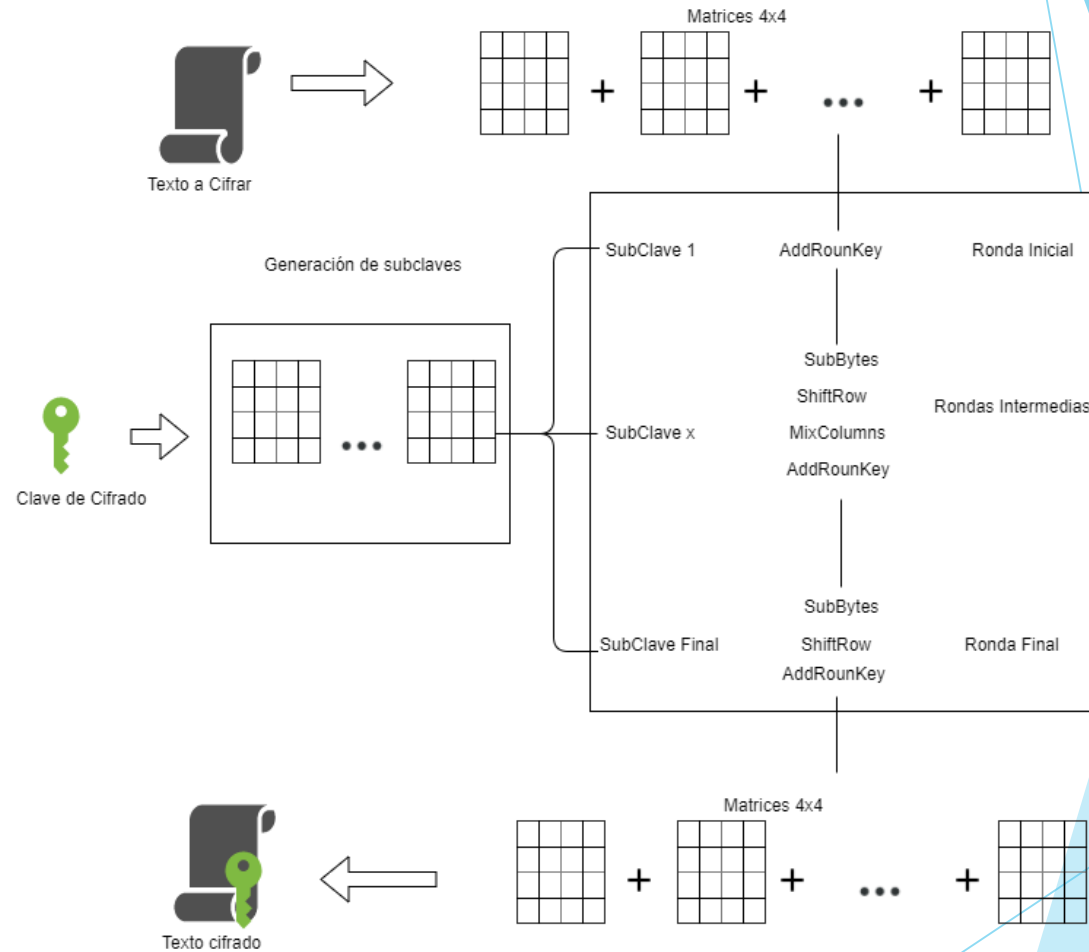 Matrices 4x4
Texto a Cifrar
SubClave 1
AddRounKey
Ronda Inicial
Generación de subclaves
SubBytes
ShiftRow
Rondas Intermedias
SubClave x
MixColumns
AddRounKey
Clave de Cifrado
SubBytes
SubClave Final
ShiftRow
Ronda Final
AddRounKey
Matrices 4x4
Texto cifrado